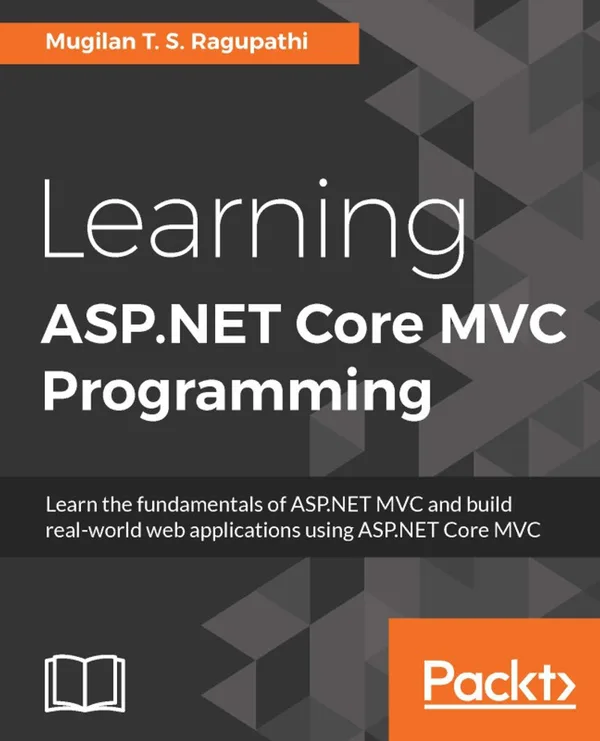 Mugilan T. S. Ragupathi
Learning
ASP.NET Core MVC
Programming
Learn the fundamentals of ASP.NET MVC and build
real-world web applications using ASP.NET Core MVC
Packt